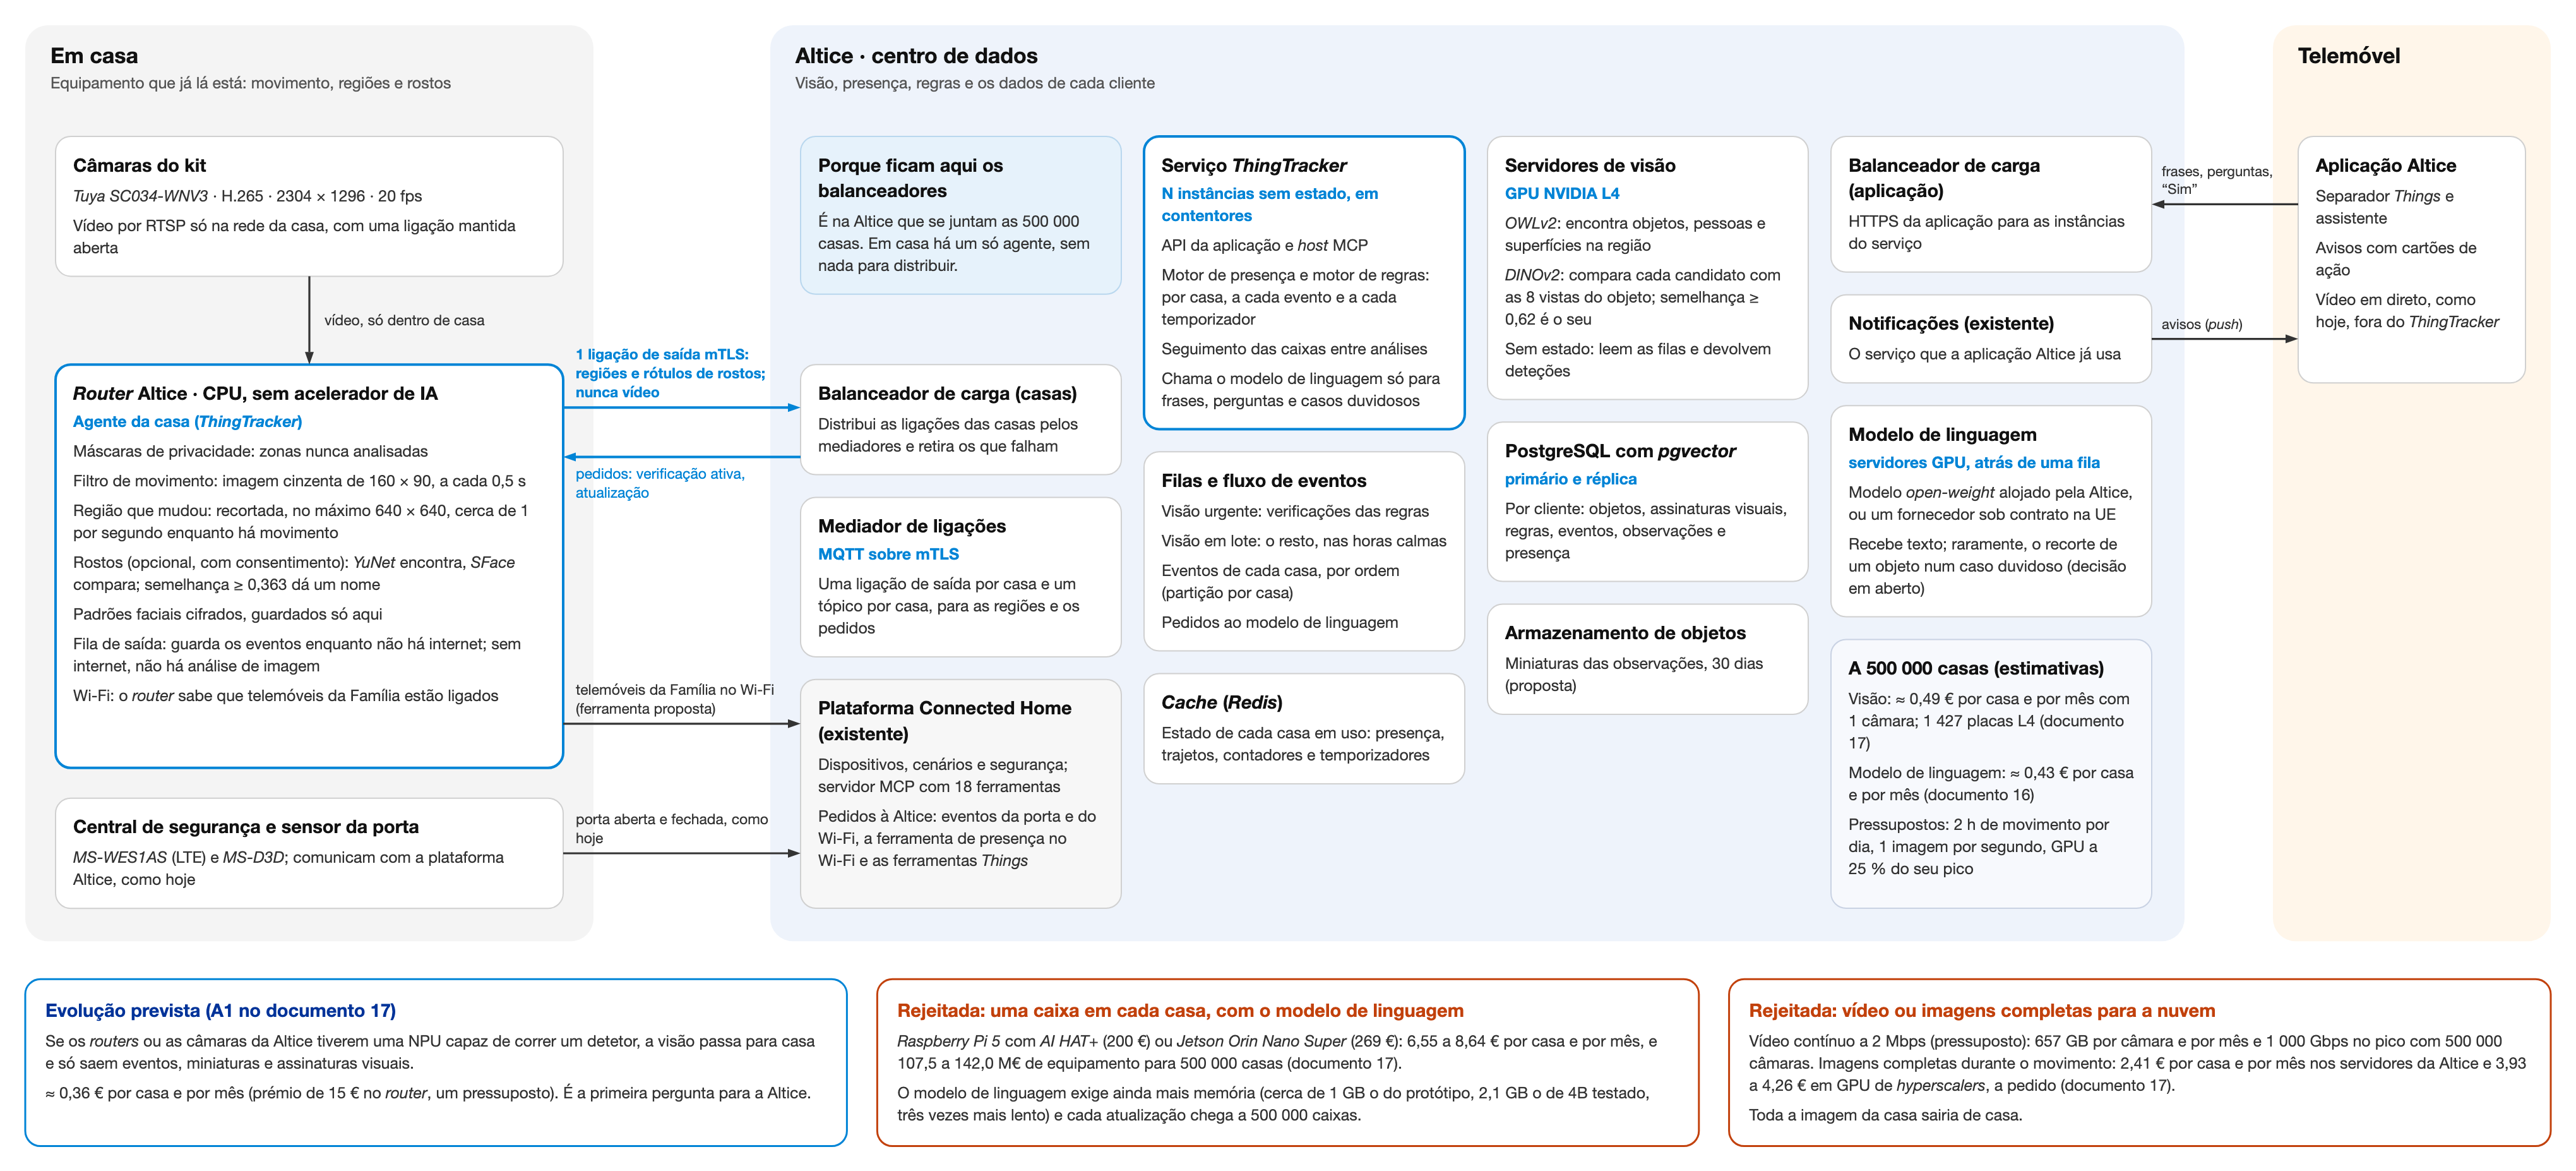 Em casa
Equipamento que já lá está: movimento, regiões e rostos
Câmaras do kit
Tuya SC034-WNV3 · H.265 · 2304 × 1296 · 20 fps
Vídeo por RTSP só na rede da casa, com uma ligação mantida
aberta
vídeo, só dentro de casa
Router Altice · CPU, sem acelerador de IA
Agente da casa (ThingTracker)
Máscaras de privacidade: zonas nunca analisadas
Filtro de movimento: imagem cinzenta de 160 × 90, a cada 0,5 s
Região que mudou: recortada, no máximo 640 × 640, cerca de 1
por segundo enquanto há movimento
Rostos (opcional, com consentimento): YuNet encontra, SFace
compara; semelhança ≥ 0,363 dá um nome
Padrões faciais cifrados, guardados só aqui
Fila de saída: guarda os eventos enquanto não há internet; sem
internet, não há análise de imagem
Wi-Fi: o router sabe que telemóveis da Família estão ligados
Central de segurança e sensor da porta
MS-WES1AS (LTE) e MS-D3D; comunicam com a plataforma
Altice, como hoje
1 ligação de saída mTLS:
regiões e rótulos de rostos;
nunca vídeo
pedidos: verificação ativa,
atualização
telemóveis da Família no Wi-Fi
(ferramenta proposta)
porta aberta e fechada, como
hoje
Altice · centro de dados
Visão, presença, regras e os dados de cada cliente
Porque ficam aqui os
balanceadores
É na Altice que se juntam as 500 000
casas. Em casa há um só agente, sem
nada para distribuir.
Balanceador de carga (casas)
Distribui as ligações das casas pelos
mediadores e retira os que falham
Mediador de ligações
MQTT sobre mTLS
Uma ligação de saída por casa e um
tópico por casa, para as regiões e os
pedidos
Plataforma Connected Home
(existente)
Dispositivos, cenários e segurança;
servidor MCP com 18 ferramentas
Pedidos à Altice: eventos da porta e do
Wi-Fi, a ferramenta de presença no
Wi-Fi e as ferramentas Things
Serviço ThingTracker
N instâncias sem estado, em
contentores
API da aplicação e host MCP
Motor de presença e motor de regras:
por casa, a cada evento e a cada
temporizador
Seguimento das caixas entre análises
Chama o modelo de linguagem só para
frases, perguntas e casos duvidosos
Filas e fluxo de eventos
Visão urgente: verificações das regras
Visão em lote: o resto, nas horas calmas
Eventos de cada casa, por ordem
(partição por casa)
Pedidos ao modelo de linguagem
Cache (Redis)
Estado de cada casa em uso: presença,
trajetos, contadores e temporizadores
Servidores de visão
GPU NVIDIA L4
OWLv2: encontra objetos, pessoas e
superfícies na região
DINOv2: compara cada candidato com
as 8 vistas do objeto; semelhança ≥
0,62 é o seu
Sem estado: leem as filas e devolvem
deteções
PostgreSQL com pgvector
primário e réplica
Por cliente: objetos, assinaturas visuais,
regras, eventos, observações e
presença
Armazenamento de objetos
Miniaturas das observações, 30 dias
(proposta)
Balanceador de carga
(aplicação)
HTTPS da aplicação para as instâncias
do serviço
Notificações (existente)
O serviço que a aplicação Altice já usa
Modelo de linguagem
servidores GPU, atrás de uma fila
Modelo open-weight alojado pela Altice,
ou um fornecedor sob contrato na UE
Recebe texto; raramente, o recorte de
um objeto num caso duvidoso (decisão
em aberto)
A 500 000 casas (estimativas)
Visão: ≈ 0,49 € por casa e por mês com
1 câmara; 1 427 placas L4 (documento
17)
Modelo de linguagem: ≈ 0,43 € por casa
e por mês (documento 16)
Pressupostos: 2 h de movimento por
dia, 1 imagem por segundo, GPU a
25 % do seu pico
frases, perguntas,
“Sim”
avisos (push)
Telemóvel
Aplicação Altice
Separador Things e
assistente
Avisos com cartões de
ação
Vídeo em direto, como
hoje, fora do ThingTracker
Evolução prevista (A1 no documento 17)
Se os routers ou as câmaras da Altice tiverem uma NPU capaz de correr um detetor, a visão passa para casa
e só saem eventos, miniaturas e assinaturas visuais.
≈ 0,36 € por casa e por mês (prémio de 15 € no router, um pressuposto). É a primeira pergunta para a Altice.
Rejeitada: uma caixa em cada casa, com o modelo de linguagem
Raspberry Pi 5 com AI HAT+ (200 €) ou Jetson Orin Nano Super (269 €): 6,55 a 8,64 € por casa e por mês, e
107,5 a 142,0 M€ de equipamento para 500 000 casas (documento 17).
O modelo de linguagem exige ainda mais memória (cerca de 1 GB o do protótipo, 2,1 GB o de 4B testado,
três vezes mais lento) e cada atualização chega a 500 000 caixas.
Rejeitada: vídeo ou imagens completas para a nuvem
Vídeo contínuo a 2 Mbps (pressuposto): 657 GB por câmara e por mês e 1 000 Gbps no pico com 500 000
câmaras. Imagens completas durante o movimento: 2,41 € por casa e por mês nos servidores da Altice e 3,93
a 4,26 € em GPU de hyperscalers, a pedido (documento 17).
Toda a imagem da casa sairia de casa.